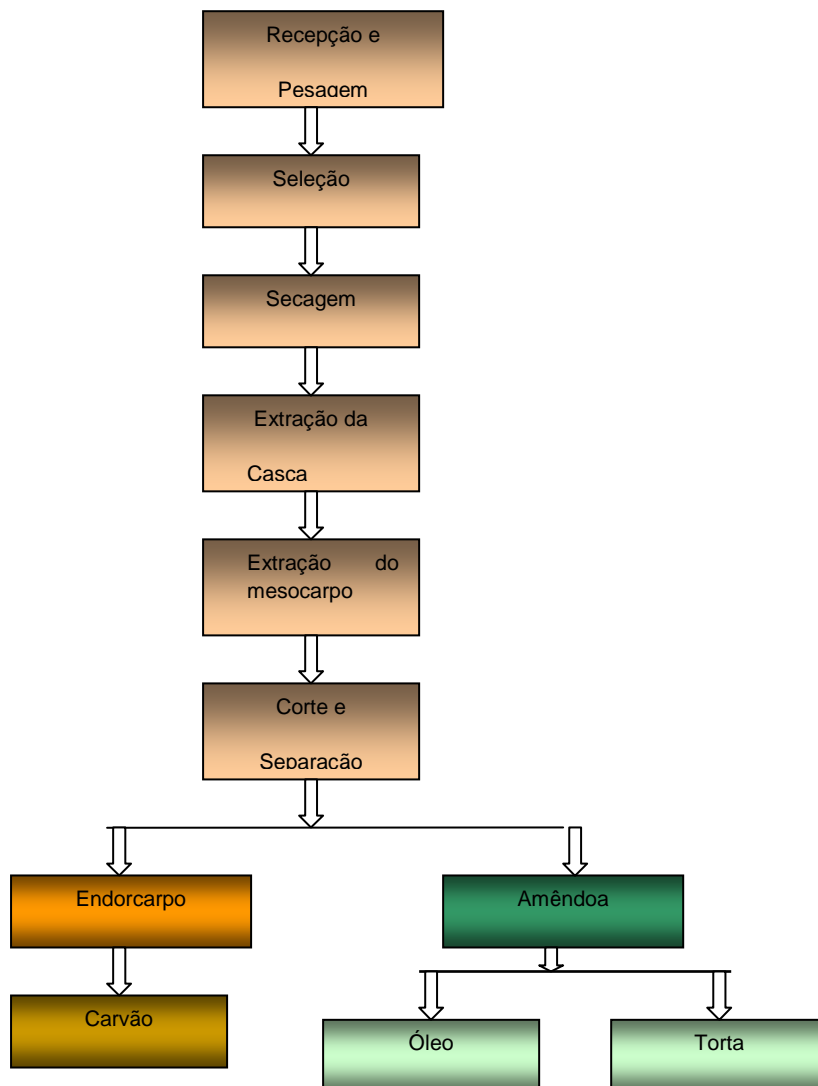 Recepção e
Pesagem
Seleção
Secagem
Extração da
Casca
Extração do
mesocarpo
Corte e
Separação
Endorcarpo
Amêndoa
Carvão
Óleo
Torta